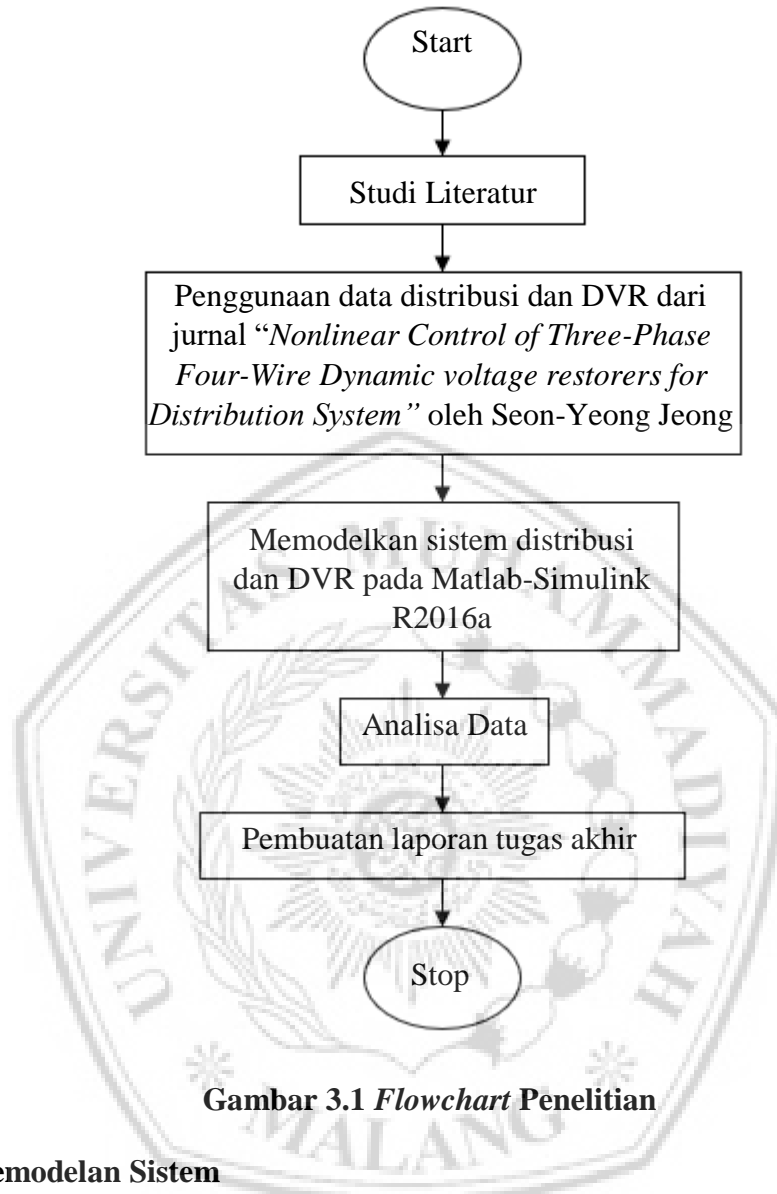 Start
Studi Literatur
Penggunaan data distribusi dan DVR dari
jurnal “Nonlinear Control of Three-Phase
Four-Wire Dynamic voltage restorers for
Distribution System” oleh Seon-Yeong Jeong
Memodelkan sistem distribusi
dan DVR pada Matlab-Simulink
R2016a
Analisa Data
Pembuatan laporan tugas akhir
Stop
UNIVERSITAS MUHAMMADIYAH
MALANG
Gambar 3.1 Flowchart Penelitian
emodelan Sistem